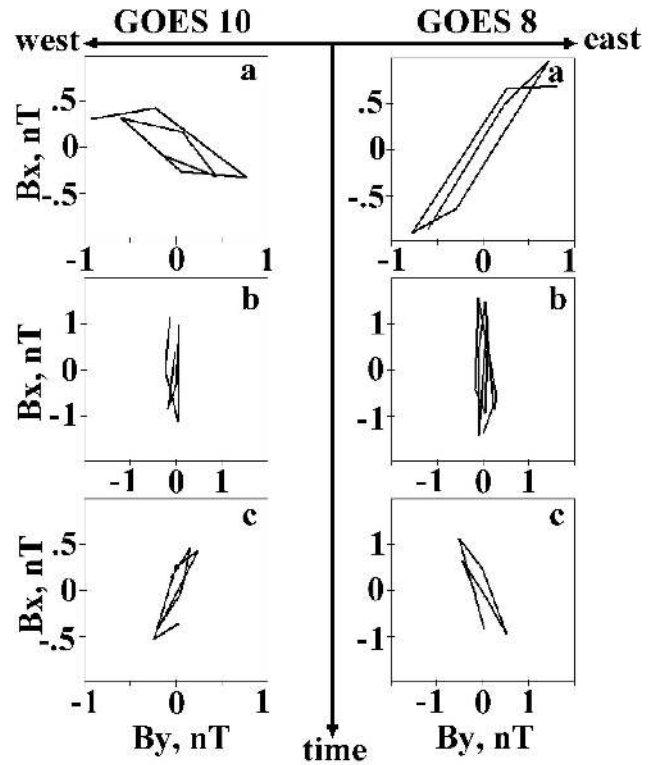 GOES 10 GOES 8
west east
a a
Bx, nT
.5 .5
0 0
-.5 -.5
-1 0 1 -1 0 1
b b
Bx, nT
1 1
0 0
-1 -1
-1 0 1 -1 0 1
c c
Bx, nT
.5 1
0 0
-.5 -1
-1 0 1 -1 0 1
By, nT By, nT
time